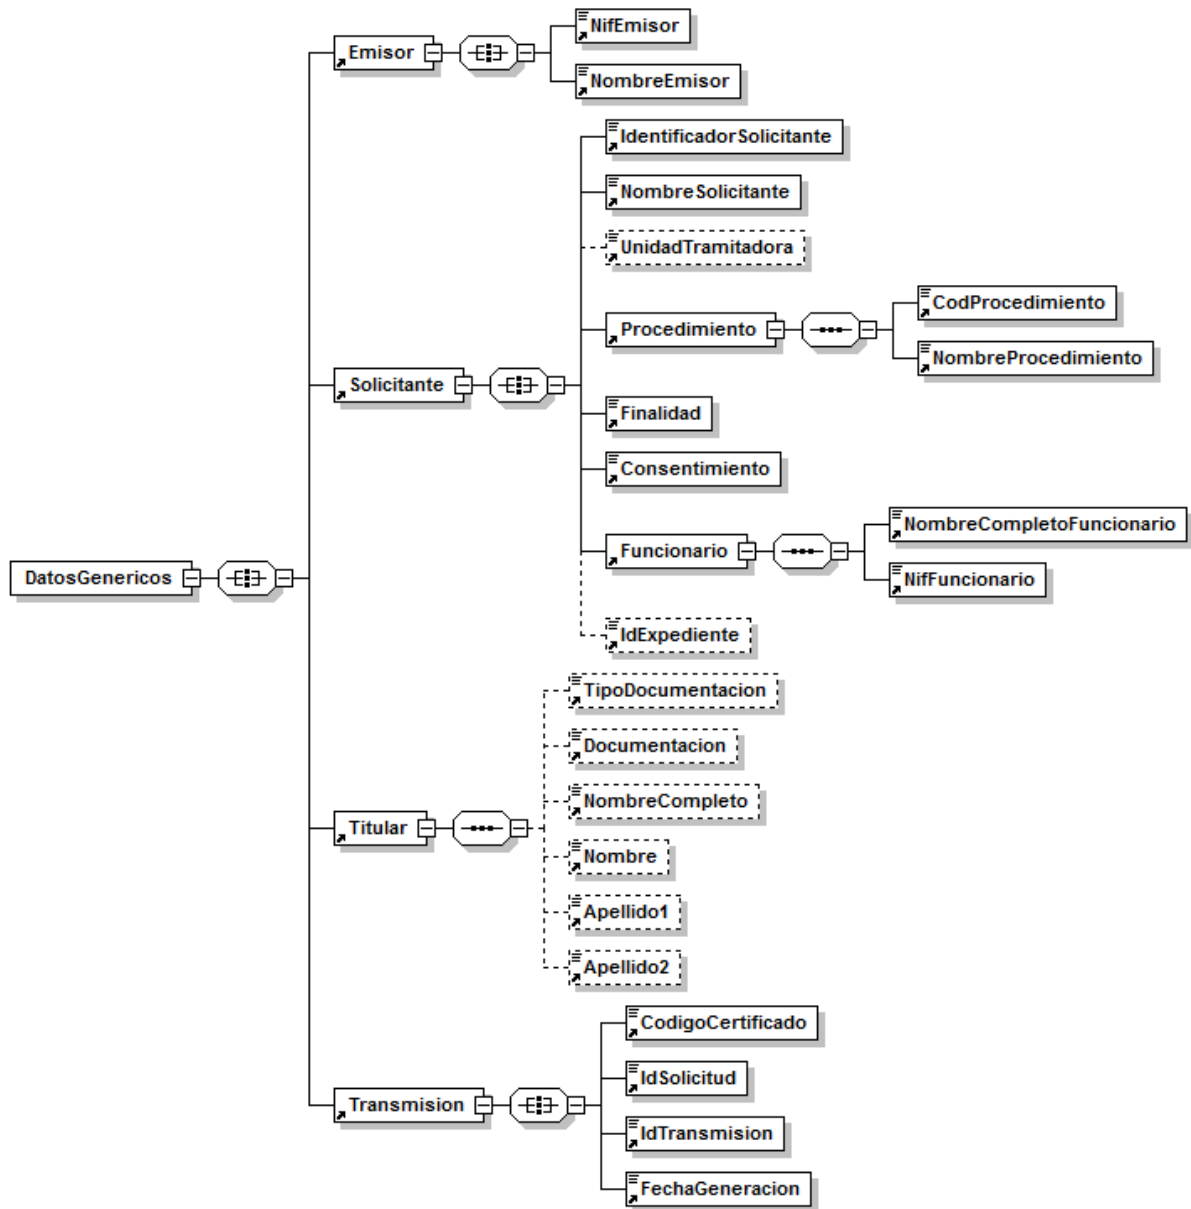 NifEmisor
Emisor
NombreEmisor
IdentificadorSolicitante
NombreSolicitante
UnidadTramitadora
CodProcedimiento
Procedimiento
NombreProcedimiento
Solicitante
Finalidad
Consentimiento
NombreCompletoFuncionario
Funcionario
DatosGenericos
NifFuncionario
IdExpediente
TipoDocumentacion
Documentacion
NombreCompleto
Titular
Nombre
Apellido1
Apellido2
CodigoCertificado
IdSolicitud
Transmision
IdTransmision
FechaGeneracion